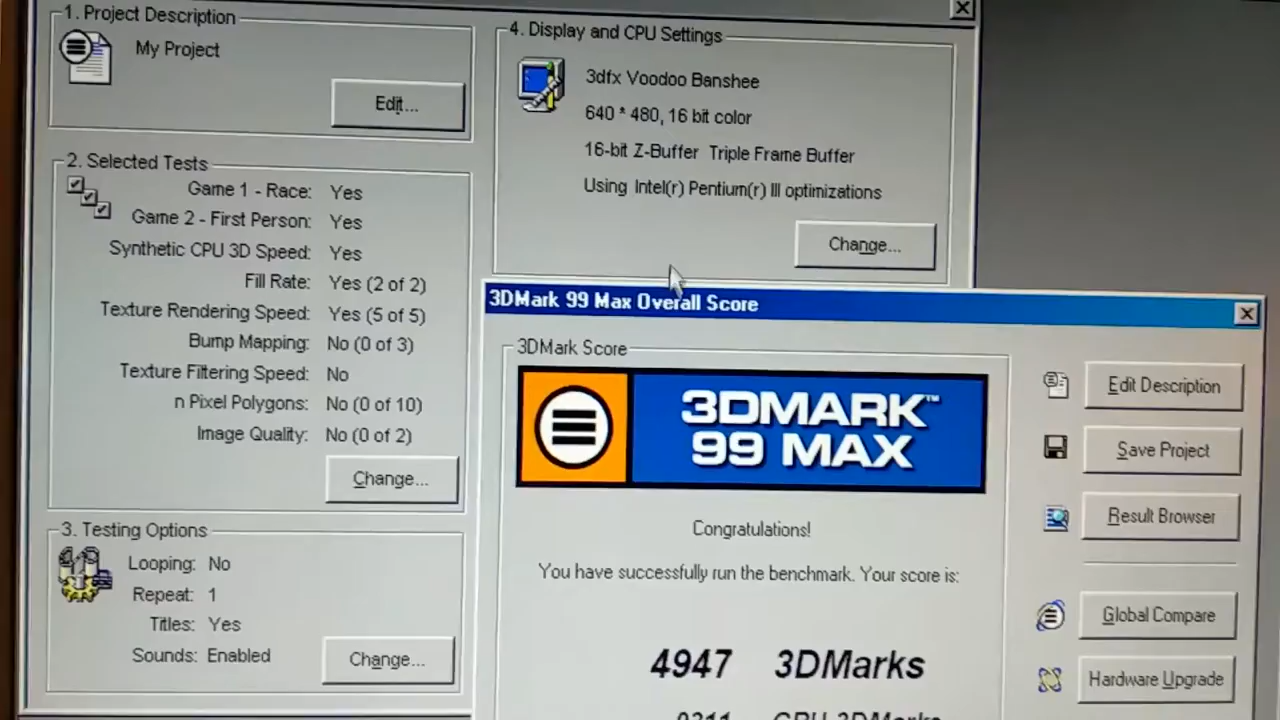 1. Project Description
My Project
Edit...
2. Selected Tests
Game 1 - Race: Yes
Game 2 - First Person: Yes
Synthetic CPU 3D Speed: Yes
Fill Rate: Yes (2 of 2)
Texture Rendering Speed: Yes (5 of 5)
Bump Mapping: No (0 of 3)
Texture Filtering Speed: No
n Pixel Polygons: No (0 of 10)
Image Quality: No (0 of 2)
Change...
3. Testing Options
Looping: No
Repeat: 1
Titles: Yes
Sounds: Enabled
Change...
4. Display and CPU Settings
3dfx Voodoo Banshee
640 * 480, 16 bit color
16-bit Z-Buffer Triple Frame Buffer
Using Intel(r) Pentium(r) III optimizations
Change...
3DMark 99 Max Overall Score
3DMark Score
3DMARK™
99 MAX
Congratulations!
You have successfully run the benchmark. Your score is:
4947 3DMarks
CPU 3DMarks
Edit Description
Save Project
Result Browser
Global Compare
Hardware Upgrade